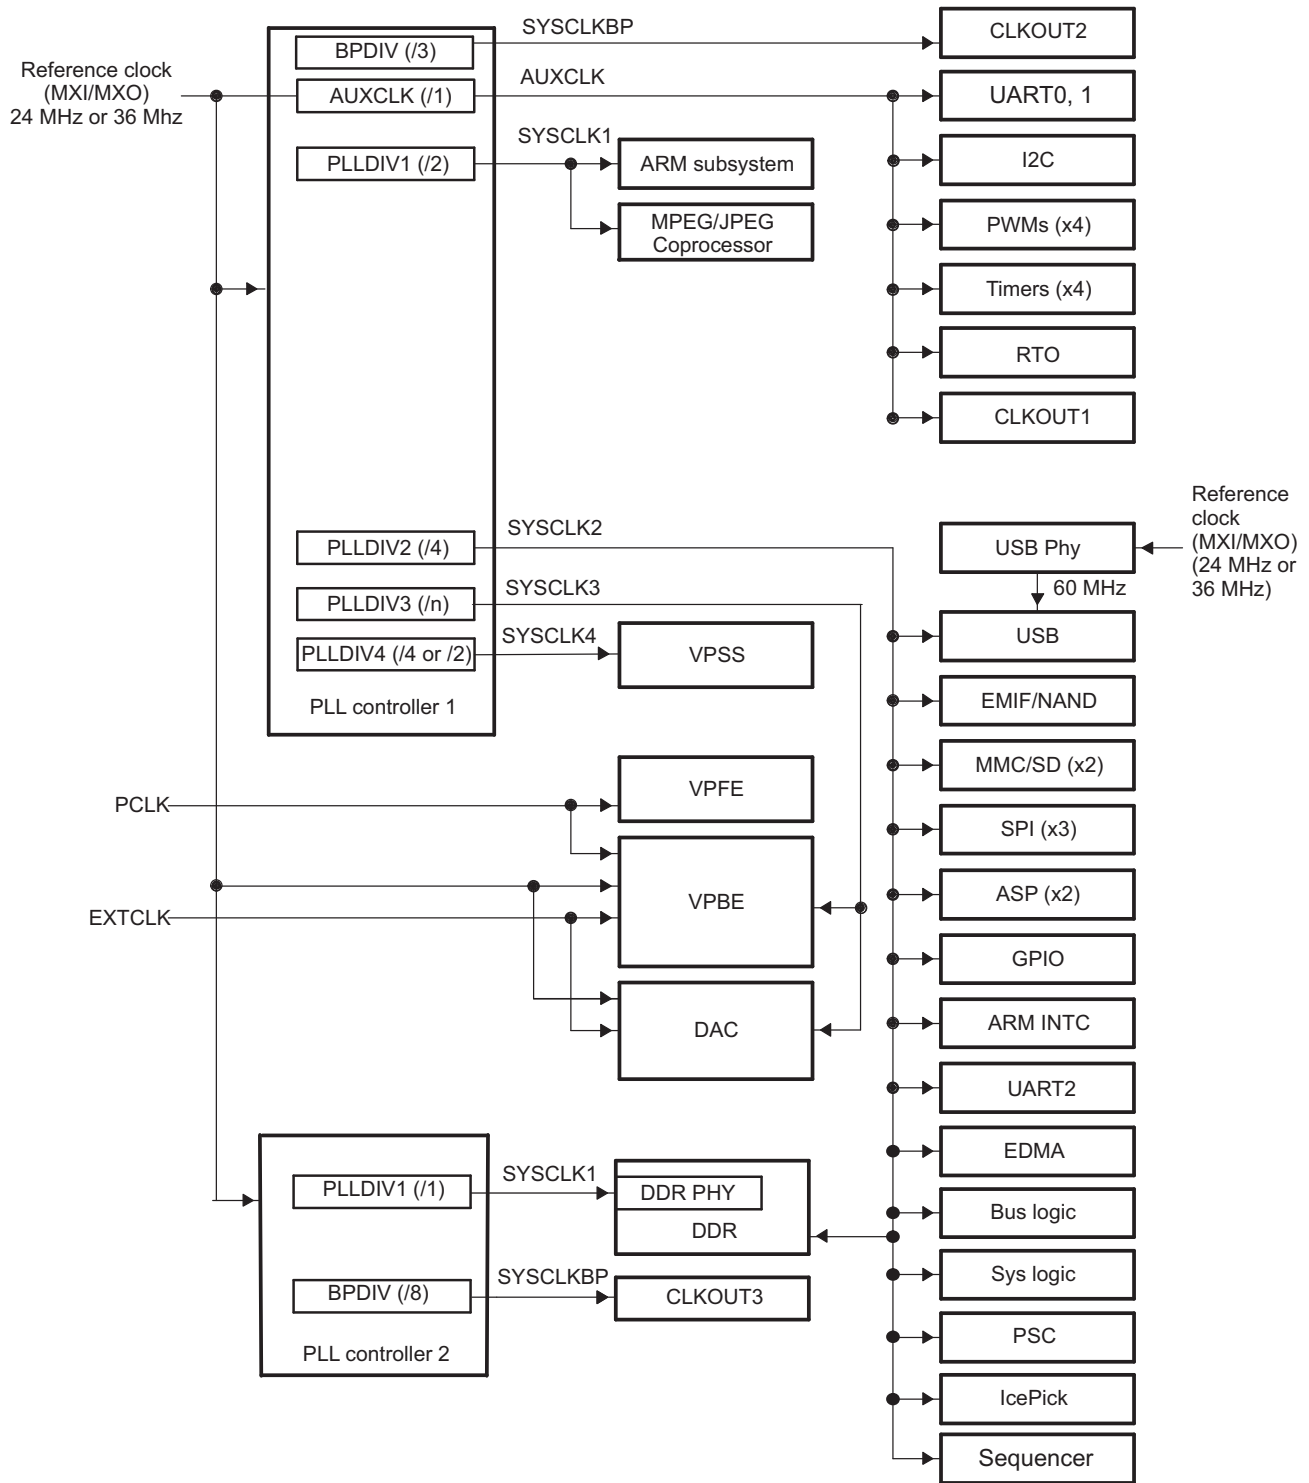 SYSCLKBP
CLKOUT2
BPDIV (/3)
Reference clock
(MXI/MXO)
24 MHz or 36 Mhz
AUXCLK (/1)
AUXCLK
UART0, 1
SYSCLK1
PLLDIV1 (/2)
ARM subsystem
I2C
MPEG/JPEG
Coprocessor
PWMs (x4)
Timers (x4)
RTO
CLKOUT1
Reference
clock
(MXI/MXO)
(24 MHz or
36 MHz)
SYSCLK2
PLLDIV2 (/4)
USB Phy
60 MHz
SYSCLK3
PLLDIV3 (/n)
USB
SYSCLK4
PLLDIV4 (/4 or /2)
VPSS
PLL controller 1
EMIF/NAND
MMC/SD (x2)
VPFE
PCLK
SPI (x3)
VPBE
ASP (x2)
EXTCLK
GPIO
DAC
ARM INTC
UART2
EDMA
SYSCLK1
PLLDIV1 (/1)
DDR PHY
DDR
Bus logic
Sys logic
SYSCLKBP
BPDIV (/8)
CLKOUT3
PLL controller 2
PSC
IcePick
Sequencer